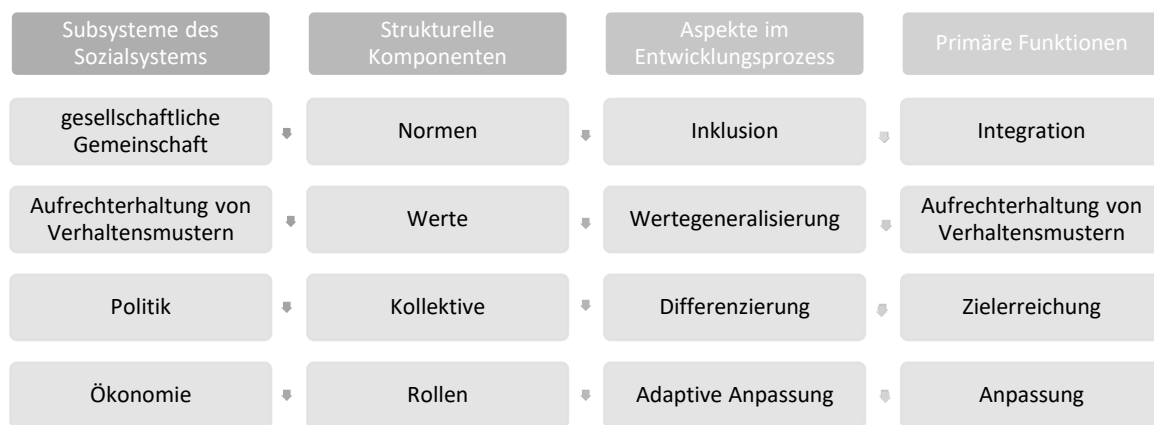 Subsysteme des
Sozialsystems
Strukturelle
Komponenten
Aspekte im
Entwicklungsprozess
Primäre Funktionen
gesellschaftliche
Gemeinschaft
Normen
Inklusion
Integration
Aufrechterhaltung von
Verhaltensmustern
Werte
Wertegeneralisierung
Aufrechterhaltung von
Verhaltensmustern
Politik
Kollektive
Differenzierung
Zielerreichung
Ökonomie
Rollen
Adaptive Anpassung
Anpassung